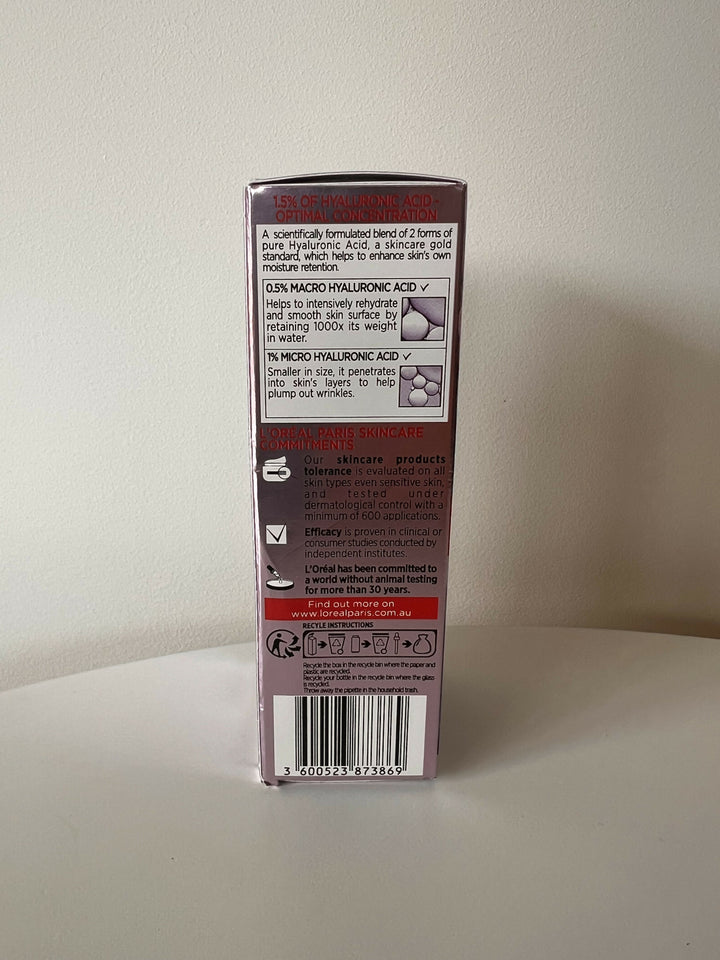 1.5% OF HYALURONIC ACID -
OPTIMAL CONCENTRATION
A scientifically formulated blend of 2 forms of
pure Hyaluronic Acid, a skincare gold
standard, which helps to enhance skin's own
moisture retention.
0.5% MACRO HYALURONIC ACID ✓
Helps to intensively rehydrate
and smooth skin surface by
retaining 1000x its weight
in water.
1% MICRO HYALURONIC ACID ✓
Smaller in size, it penetrates
into skin's layers to help
plump out wrinkles.
L'ORÉAL PARIS SKINCARE
COMMITMENTS
Our skincare products
tolerance is evaluated on all
skin types even sensitive skin,
and tested under
dermatological control with a
minimum of 600 applications.
Efficacy is proven in clinical or
consumer studies conducted by
independent institutes.
L'Oréal has been committed to
a world without animal testing
for more than 30 years.
Find out more on
www.lorealparis.com.au
RECYLE INSTRUCTIONS
Recycle the box in the recycle bin where the paper and
plastic are recycled.
Recycle your bottle in the recycle bin where the glass
is recycled.
Throw away the pipette in the household trash.
3 600523 873869